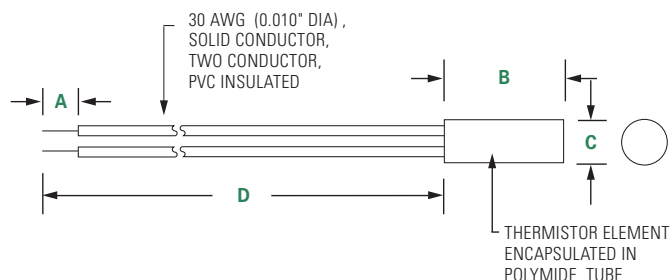 30 AWG (0.010" DIA) ,
SOLID CONDUCTOR,
TWO CONDUCTOR,
PVC INSULATED
B
A
C
D
THERMISTOR ELEMENT
ENCAPSULATED IN
POLYMIDE TUBE